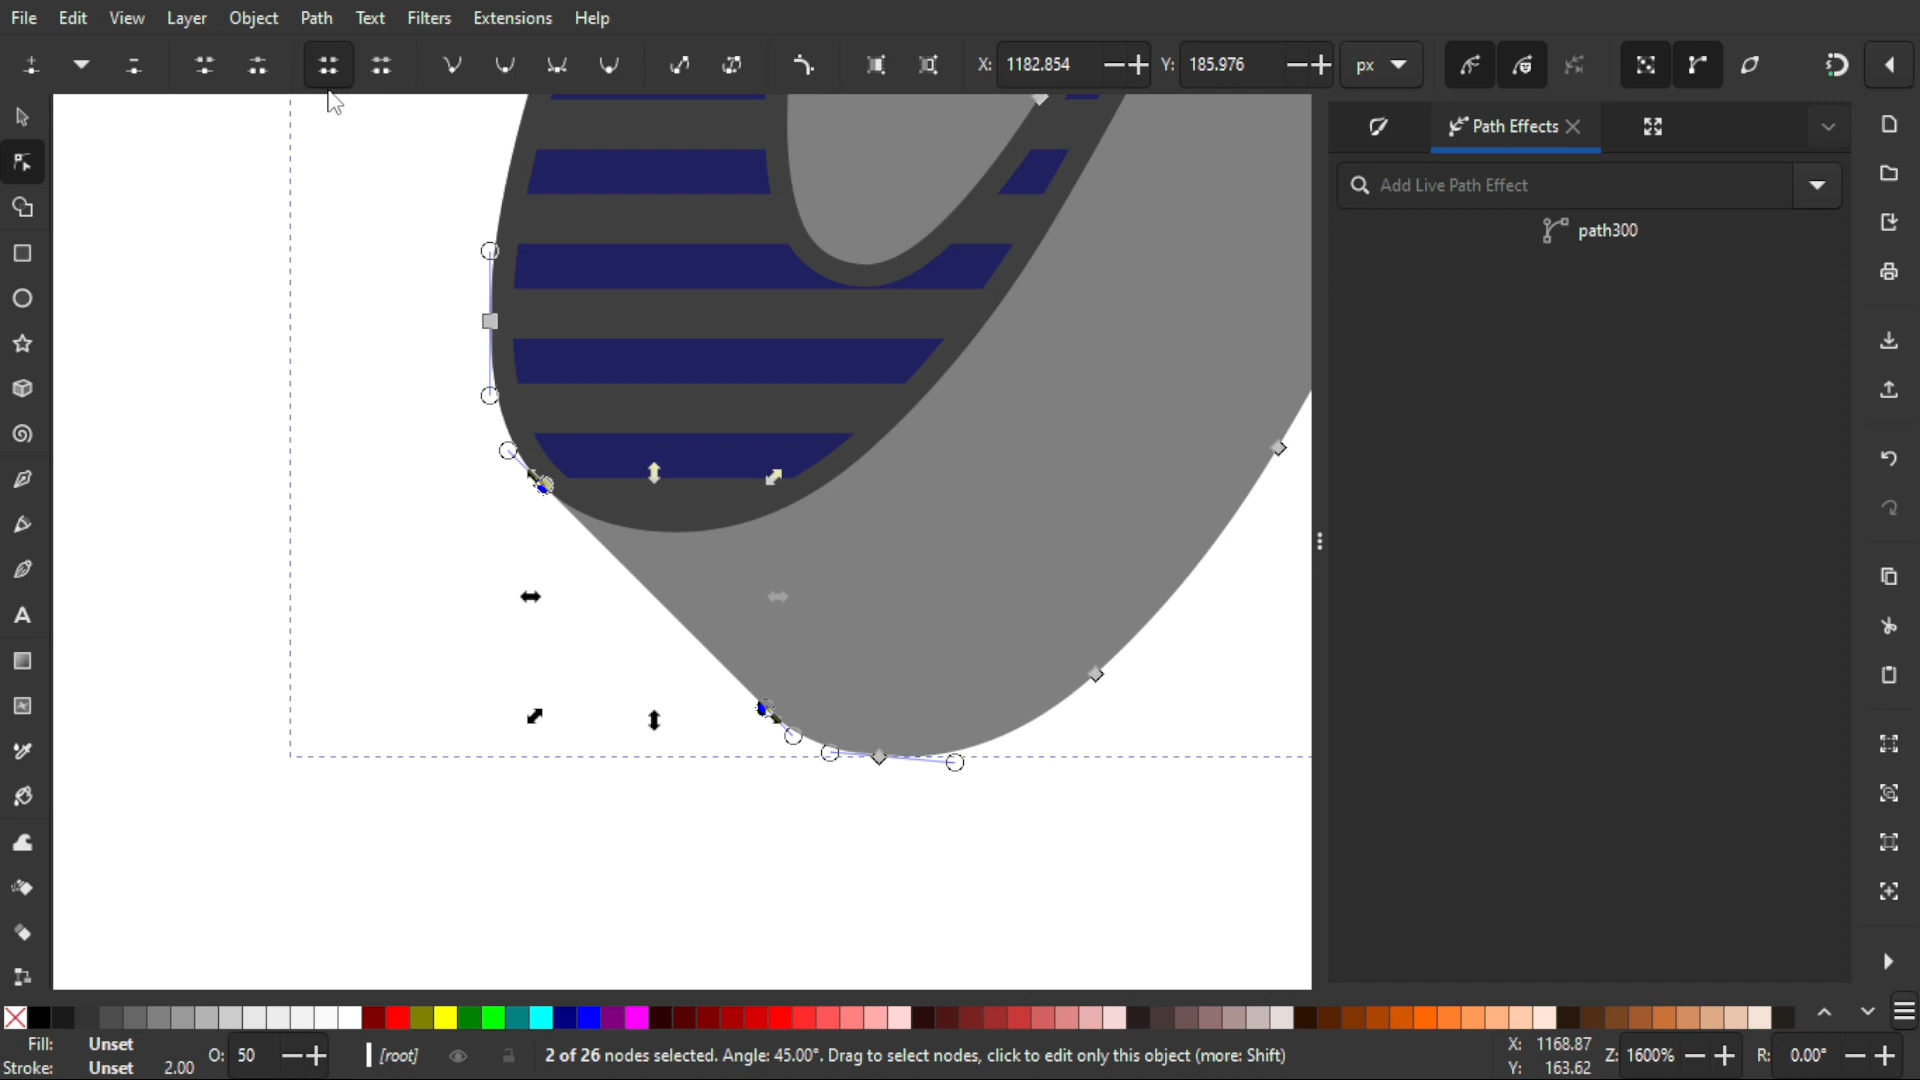 File Edit View Layer Object Path Text Filters Extensions Help
X: 1182.854 Y: 185.976 px
Path Effects
Add Live Path Effect
path300
Fill: Unset
Stroke: Unset 2.00
O: 50
[root]
2 of 26 nodes selected. Angle: 45.00°. Drag to select nodes, click to edit only this object (more: Shift)
X: 1168.87
Y: 163.62
Z: 1600%
R: 0.00°